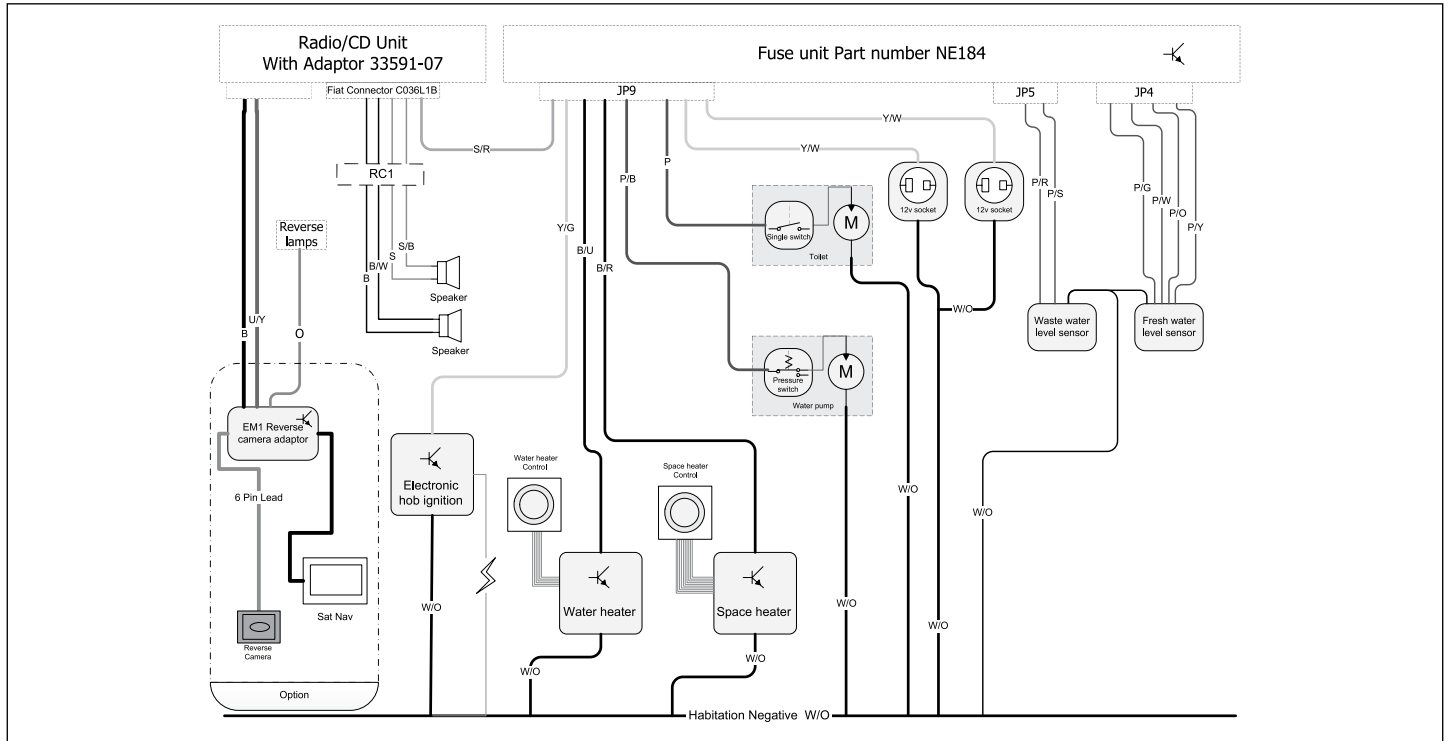 Radio/CD Unit
With Adaptor 33591-07
Fuse unit Part number NE184
Fiat Connector C036L1B
JP9
JP5
JP4
Y/W
Y/W
S/R
P
RC1
P/B
P/R
P/S
P/G
P/W
P/O
P/Y
12v socket
12v socket
M
Single switch
Toilet
Reverse
lamps
Y/G
B/U
B/R
S/B
S
B/W
B
Speaker
Speaker
W/O
Waste water
level sensor
Fresh water
level sensor
U/Y
B
O
M
Pressure
switch
Water pump
EM1 Reverse
camera adaptor
Electronic
hob ignition
Water heater
Control
Space heater
Control
6 Pin Lead
W/O
W/O
Sat Nav
W/O
Water heater
Space heater
W/O
W/O
Reverse
Camera
W/O
W/O
Option
Habitation Negative W/O